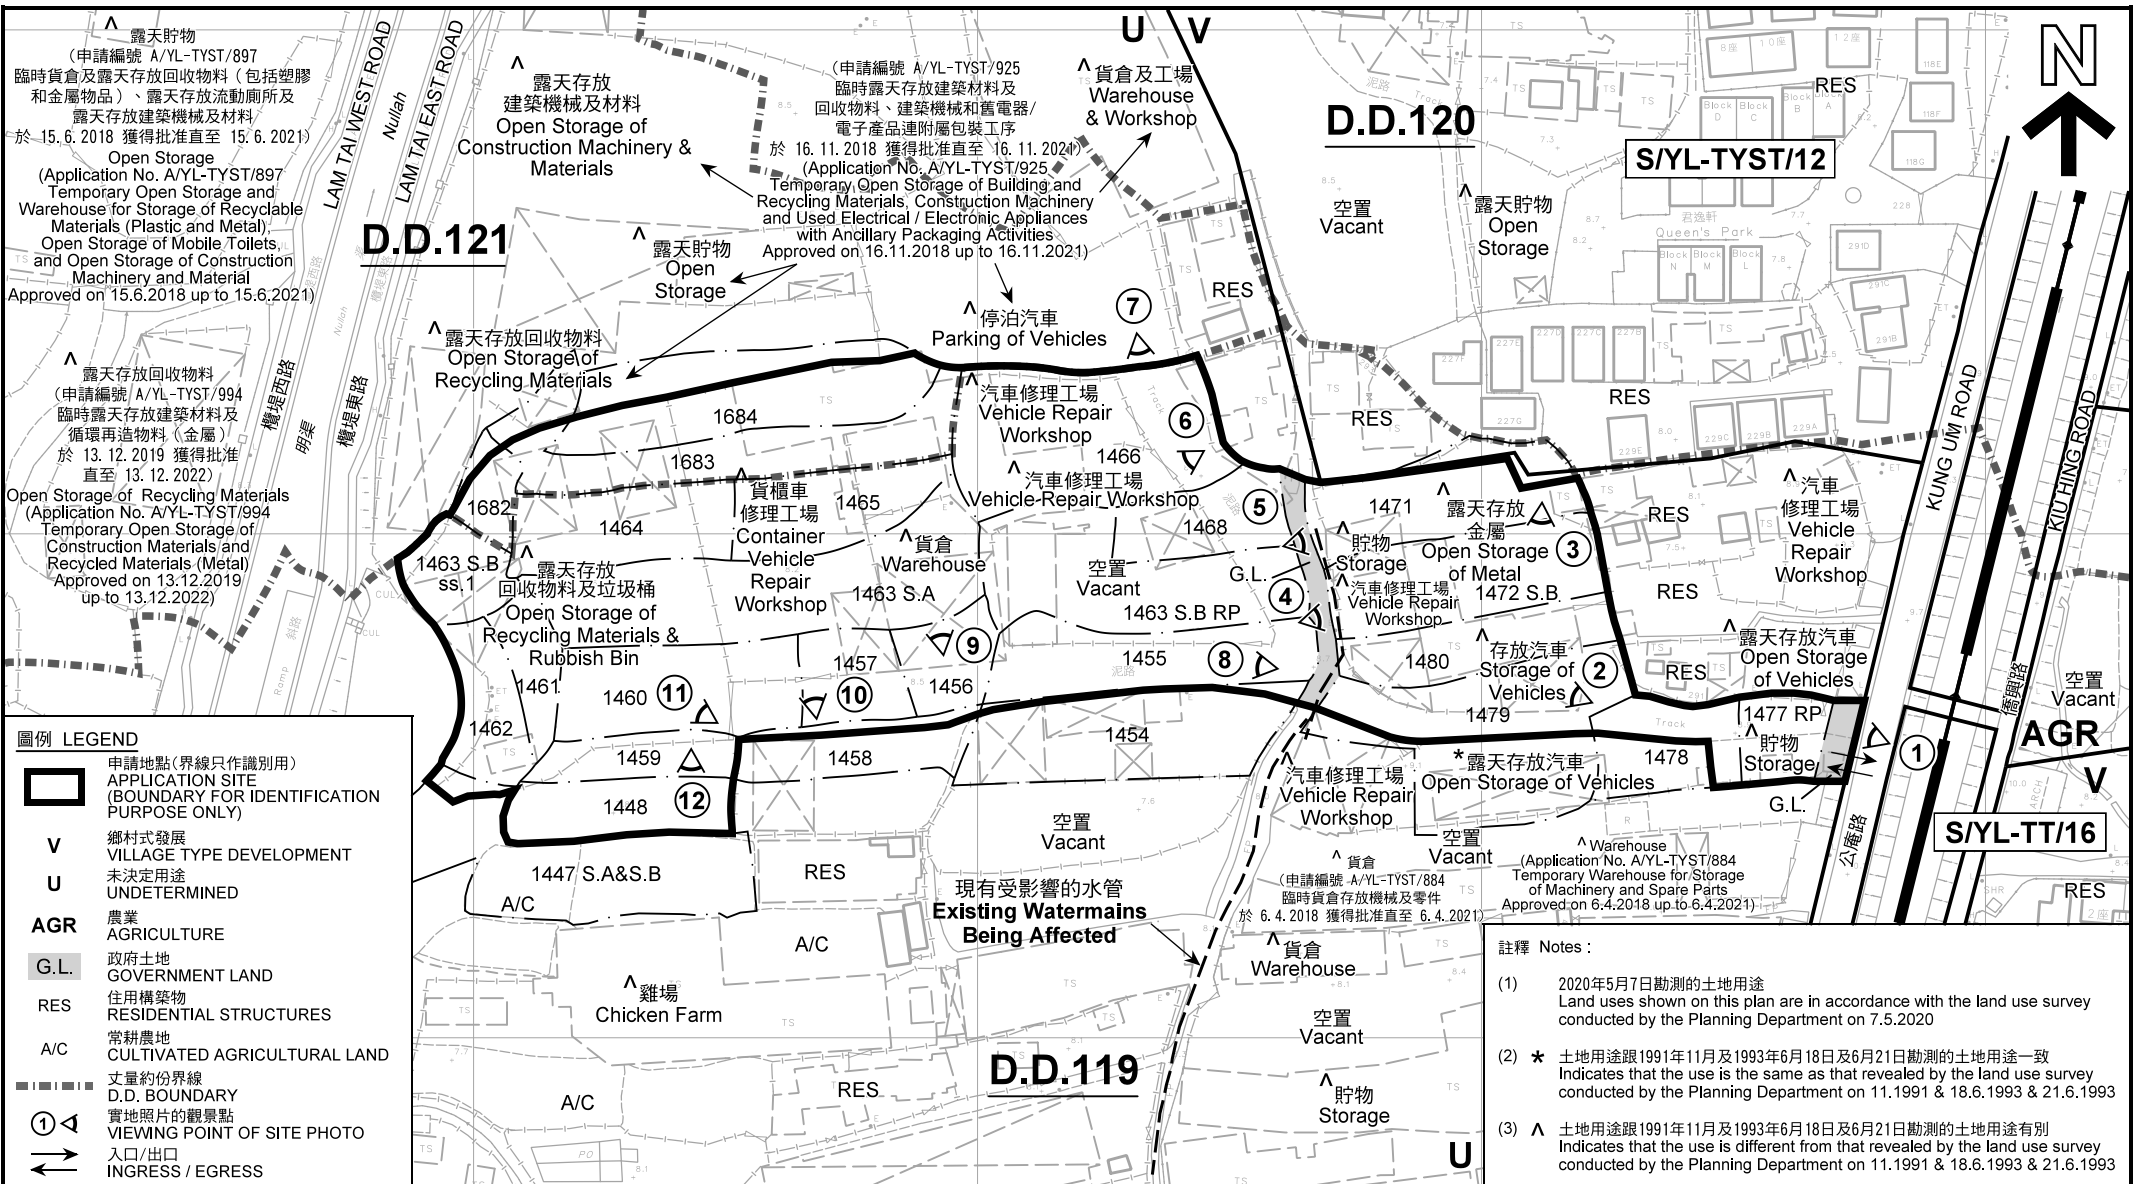 ^
露天貯物
(申請編號 A/YL-TYST/897
臨時貨倉及露天存放回收物料(包括塑膠
和金屬物品)、露天存放流動廁所及
露天存放建築機械及材料
於 15.6.2018 獲得批准直至 15.6.2021)
Open Storage
(Application No. A/YL-TYST/897
Temporary Open Storage and
Warehouse for Storage of Recyclable
Materials (Plastic and Metal),
Open Storage of Mobile Toilets,
and Open Storage of Construction
Machinery and Material
Approved on 15.6.2018 up to 15.6.2021)
^
露天存放回收物料
(申請編號 A/YL-TYST/994
臨時露天存放建築材料及
循環再造物料(金屬)
於 13.12.2019 獲得批准
直至 13.12.2022)
Open Storage of Recycling Materials
(Application No. A/YL-TYST/994
Temporary Open Storage of
Construction Materials and
Recycled Materials (Metal)
Approved on 13.12.2019
up to 13.12.2022)
LAM TAI WEST ROAD
Nullah
LAM TAI EAST ROAD
欖堤西路
明渠
欖堤東路
D.D.121
^
露天存放
建築機械及材料
Open Storage of
Construction Machinery &
Materials
(申請編號 A/YL-TYST/925
臨時露天存放建築材料及
回收物料、建築機械和舊電器/
電子產品連附屬包裝工序
於 16.11.2018 獲得批准直至 16.11.2021)
(Application No. A/YL-TYST/925
Temporary Open Storage of Building and
Recycling Materials, Construction Machinery
and Used Electrical / Electronic Appliances
with Ancillary Packaging Activities
Approved on 16.11.2018 up to 16.11.2021)
^ 貨倉及工場
Warehouse
& Workshop
U
V
D.D.120
S/YL-TYST/12
RES
N
^
露天貯物
Open
Storage
空置
Vacant
^
露天貯物
Open
Storage
君逸軒
Queen's Park
RES
^
停泊汽車
Parking of Vehicles
7
^
露天存放回收物料
Open Storage of
Recycling Materials
1684
1683
1682
^
汽車修理工場
Vehicle Repair
Workshop
6
1466
RES
RES
KUNG UM ROAD
KIU HING ROAD
^
貨櫃車
修理工場
Container
Vehicle
Repair
Workshop
1465
1464
^
汽車修理工場
Vehicle Repair Workshop
5
1468
1471
^
露天存放
金屬
Open Storage
of Metal
3
RES
^
汽車
修理工場
Vehicle
Repair
Workshop
1463 S.B
ss.1
^
露天存放
回收物料及垃圾桶
Open Storage of
Recycling Materials &
Rubbish Bin
^
貨倉
Warehouse
1463 S.A
空置
Vacant
1463 S.B RP
G.L.
4
^
貯物
Storage
^
汽車修理工場
Vehicle Repair
Workshop
1472 S.B
RES
1461
1462
1460
11
1457
10
9
1456
1455
泥路
8
1480
^
存放汽車
Storage of
Vehicles
2
1479
RES
^
露天存放汽車
Open Storage
of Vehicles
僑興路
空置
Vacant
AGR
V
1459
12
1448
1458
1454
1478
1477 RP
^
貯物
Storage
1
G.L.
^
汽車修理工場
Vehicle Repair
Workshop
*
露天存放汽車
Open Storage of Vehicles
公庵路
S/YL-TT/16
RES
1447 S.A&S.B
A/C
RES
空置
Vacant
空置
Vacant
^ 貨倉
(申請編號 A/YL-TYST/884
臨時貨倉存放機械及零件
於 6.4.2018 獲得批准直至 6.4.2021)
^ Warehouse
(Application No. A/YL-TYST/884
Temporary Warehouse for Storage
of Machinery and Spare Parts
Approved on 6.4.2018 up to 6.4.2021)
現有受影響的水管
Existing Watermains
Being Affected
A/C
^
雞場
Chicken Farm
^
貨倉
Warehouse
空置
Vacant
D.D.119
RES
A/C
^
貯物
Storage
U
圖例 LEGEND
申請地點(界線只作識別用)
APPLICATION SITE
(BOUNDARY FOR IDENTIFICATION
PURPOSE ONLY)
V
鄉村式發展
VILLAGE TYPE DEVELOPMENT
U
未決定用途
UNDETERMINED
AGR
農業
AGRICULTURE
G.L.
政府土地
GOVERNMENT LAND
RES
住用構築物
RESIDENTIAL STRUCTURES
A/C
常耕農地
CULTIVATED AGRICULTURAL LAND
丈量約份界線
D.D. BOUNDARY
1
實地照片的觀景點
VIEWING POINT OF SITE PHOTO
入口/出口
INGRESS / EGRESS
註釋 Notes :
(1) 2020年5月7日勘測的土地用途
Land uses shown on this plan are in accordance with the land use survey
conducted by the Planning Department on 7.5.2020
(2) * 土地用途跟1991年11月及1993年6月18日及6月21日勘測的土地用途一致
Indicates that the use is the same as that revealed by the land use survey
conducted by the Planning Department on 11.1991 & 18.6.1993 & 21.6.1993
(3) ^ 土地用途跟1991年11月及1993年6月18日及6月21日勘測的土地用途有別
Indicates that the use is different from that revealed by the land use survey
conducted by the Planning Department on 11.1991 & 18.6.1993 & 21.6.1993